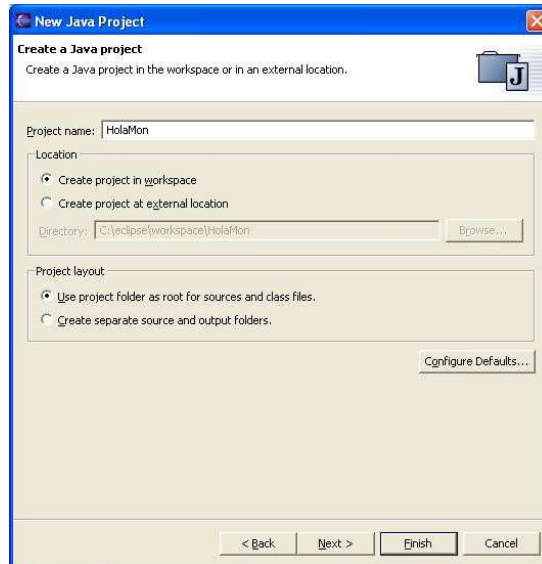 New Java Project
Create a Java project
Create a Java project in the workspace or in an external location.
J
Project name: HolaMon
Location
Create project in workspace
Create project at external location
Directory: C:\eclipse\workspace\HolaMon Browse...
Project layout
Use project folder as root for sources and class files.
Create separate source and output folders.
Configure Defaults...
< Back Next > Finish Cancel